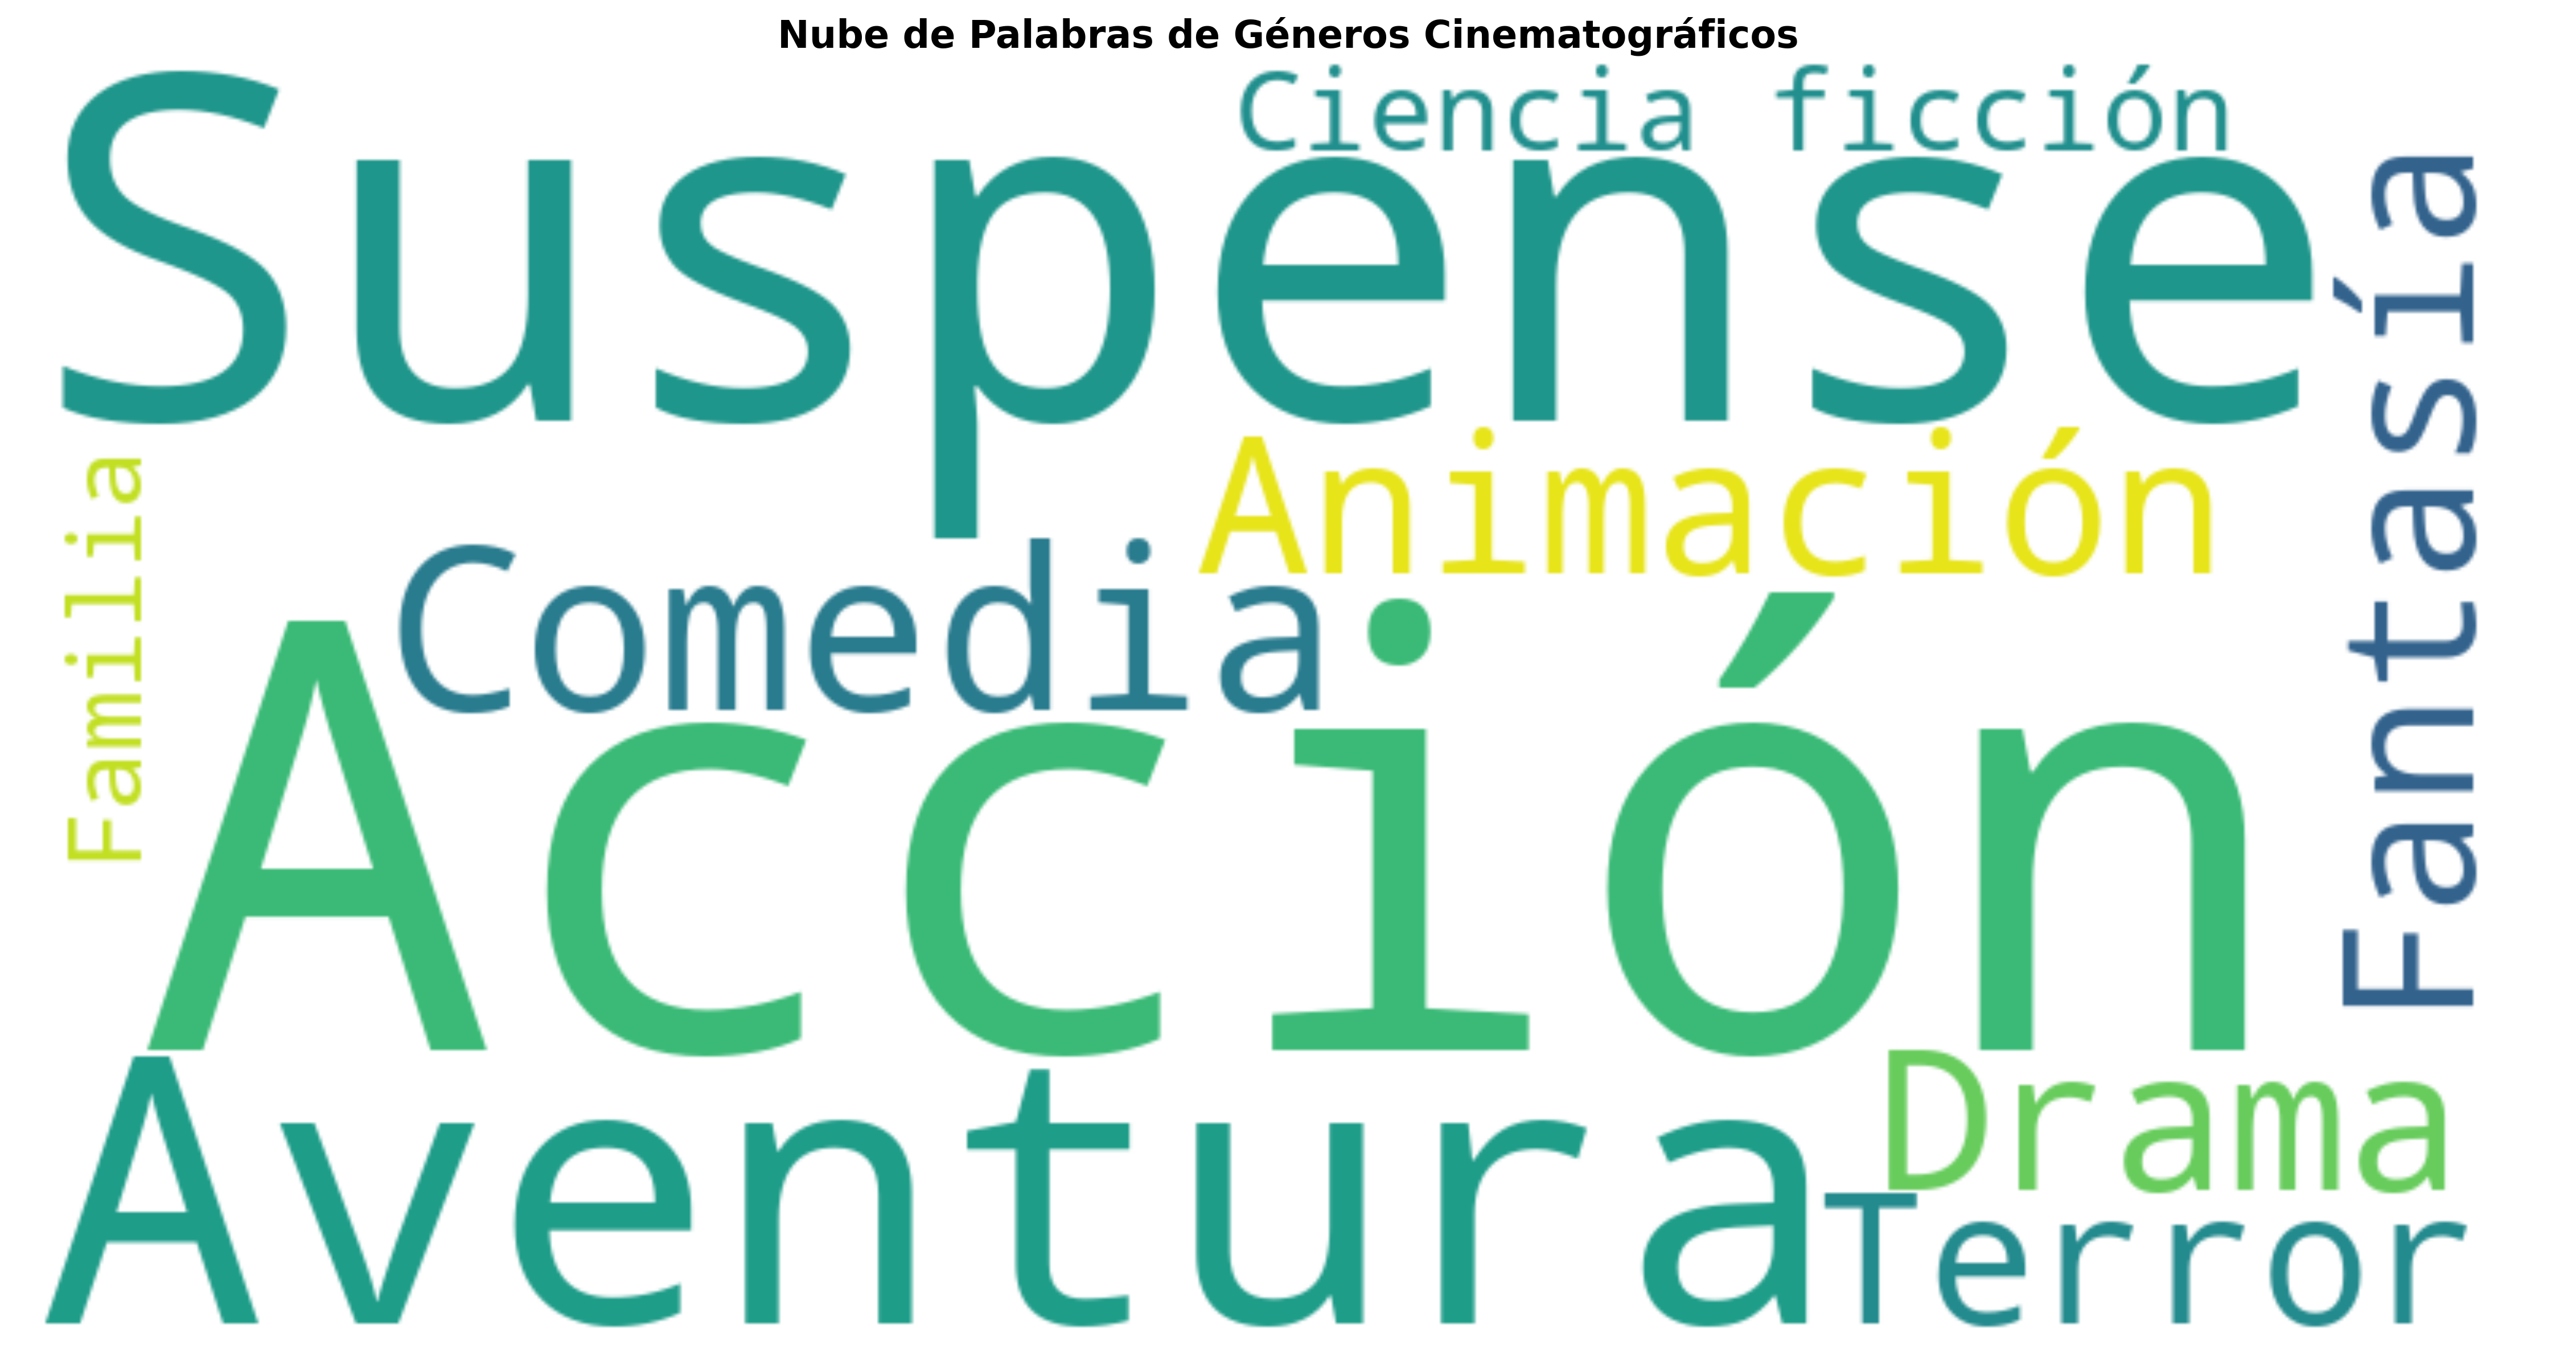 Nube de Palabras de Géneros Cinematográficos
Ciencia ficción
Suspense
Fantasía
Animación
Familia
Comedia
Acción
Aventura
Drama
Terror